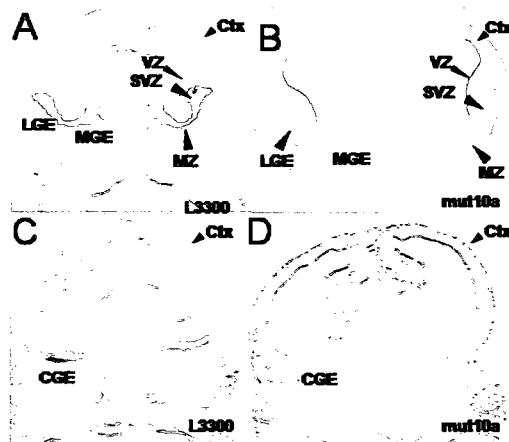 A
Ctx
VZ
SVZ
LGE
MGE
MZ
L3300
B
Ctx
VZ
SVZ
LGE
MGE
MZ
mut10a
C
Ctx
CGE
L3300
D
Ctx
CGE
mut10a